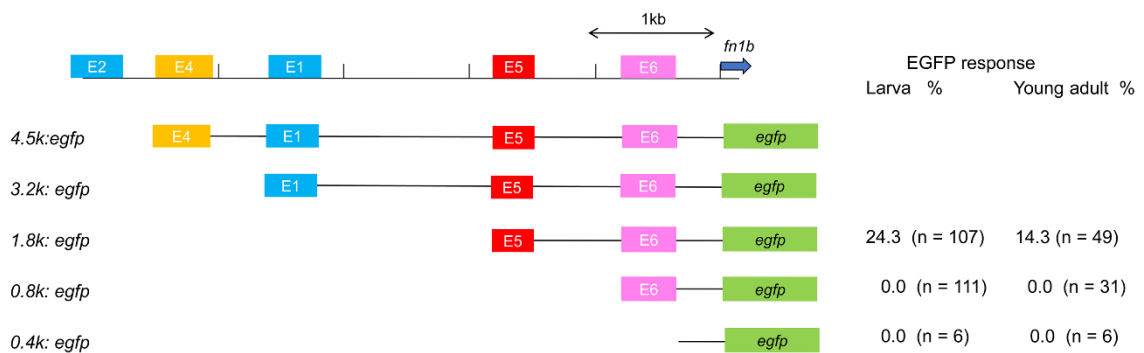 1kb
fn1b
E2 E4 E1 E5 E6
EGFP response
Larva % Young adult %
4.5k:egfp E4 E1 E5 E6 egfp
3.2k: egfp E1 E5 E6 egfp
1.8k: egfp E5 E6 egfp 24.3 (n = 107) 14.3 (n = 49)
0.8k: egfp E6 egfp 0.0 (n = 111) 0.0 (n = 31)
0.4k: egfp egfp 0.0 (n = 6) 0.0 (n = 6)